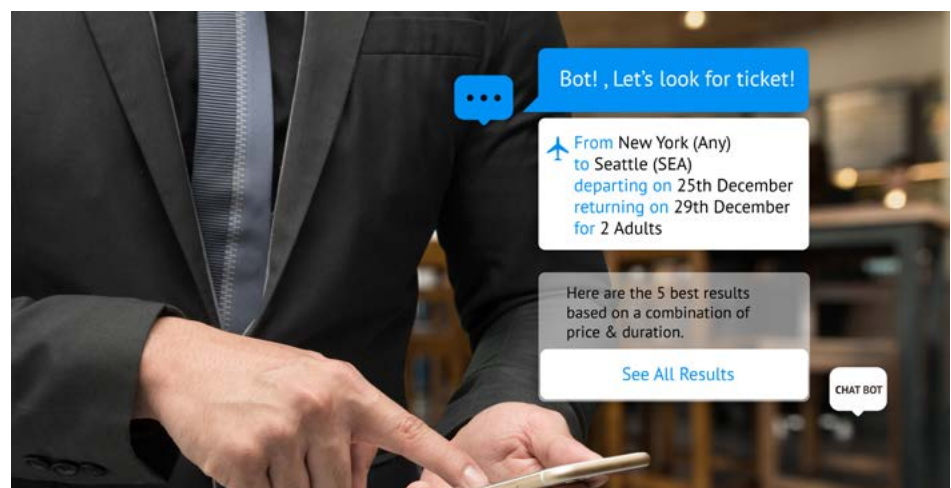 Bot! , Let's look for ticket!
From New York (Any)
to Seattle (SEA)
departing on 25th December
returning on 29th December
for 2 Adults
Here are the 5 best results
based on a combination of
price & duration.
See All Results
CHAT BOT